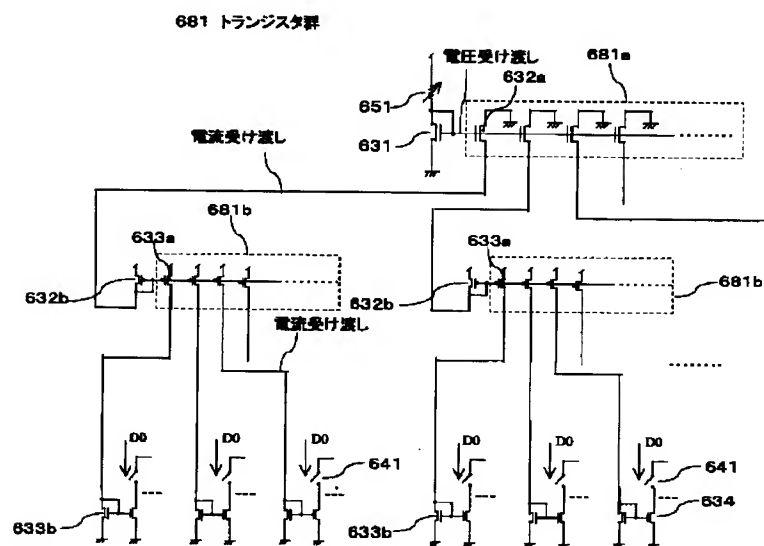 681 トランジスタ群
電圧受け渡し
681a
632a
651
631
電流受け渡し
681b
633a
633a
632b
632b
681b
電流受け渡し
D0
D0
D0
641
D0
D0
D0
641
634
633b
633b